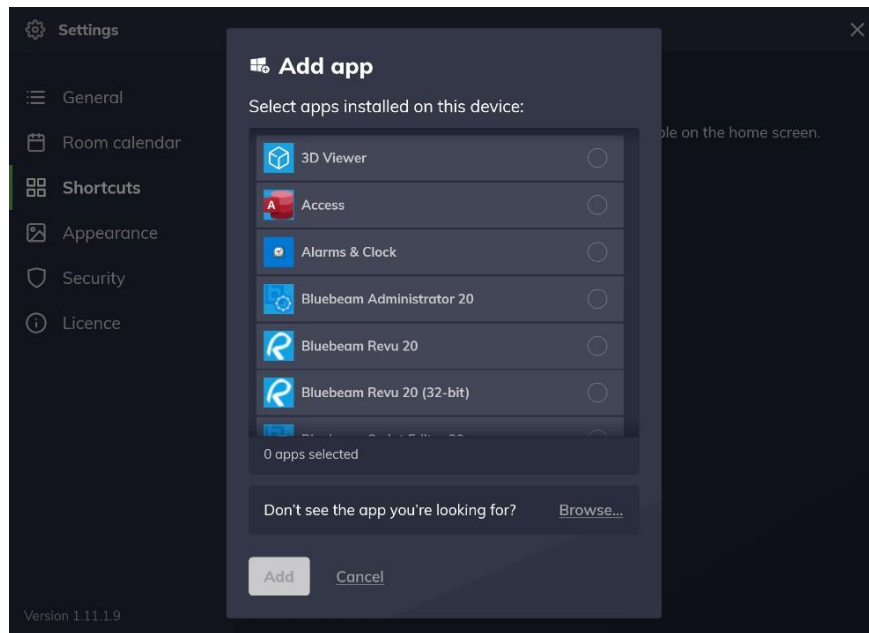 Settings
General
Room calendar
Shortcuts
Appearance
Security
Licence
Version 1.11.1.9
Add app
Select apps installed on this device:
3D Viewer
A
Access
Alarms & Clock
Bluebeam Administrator 20
Bluebeam Revu 20
Bluebeam Revu 20 (32-bit)
0 apps selected
Don't see the app you're looking for? Browse...
Add Cancel
on the home screen.